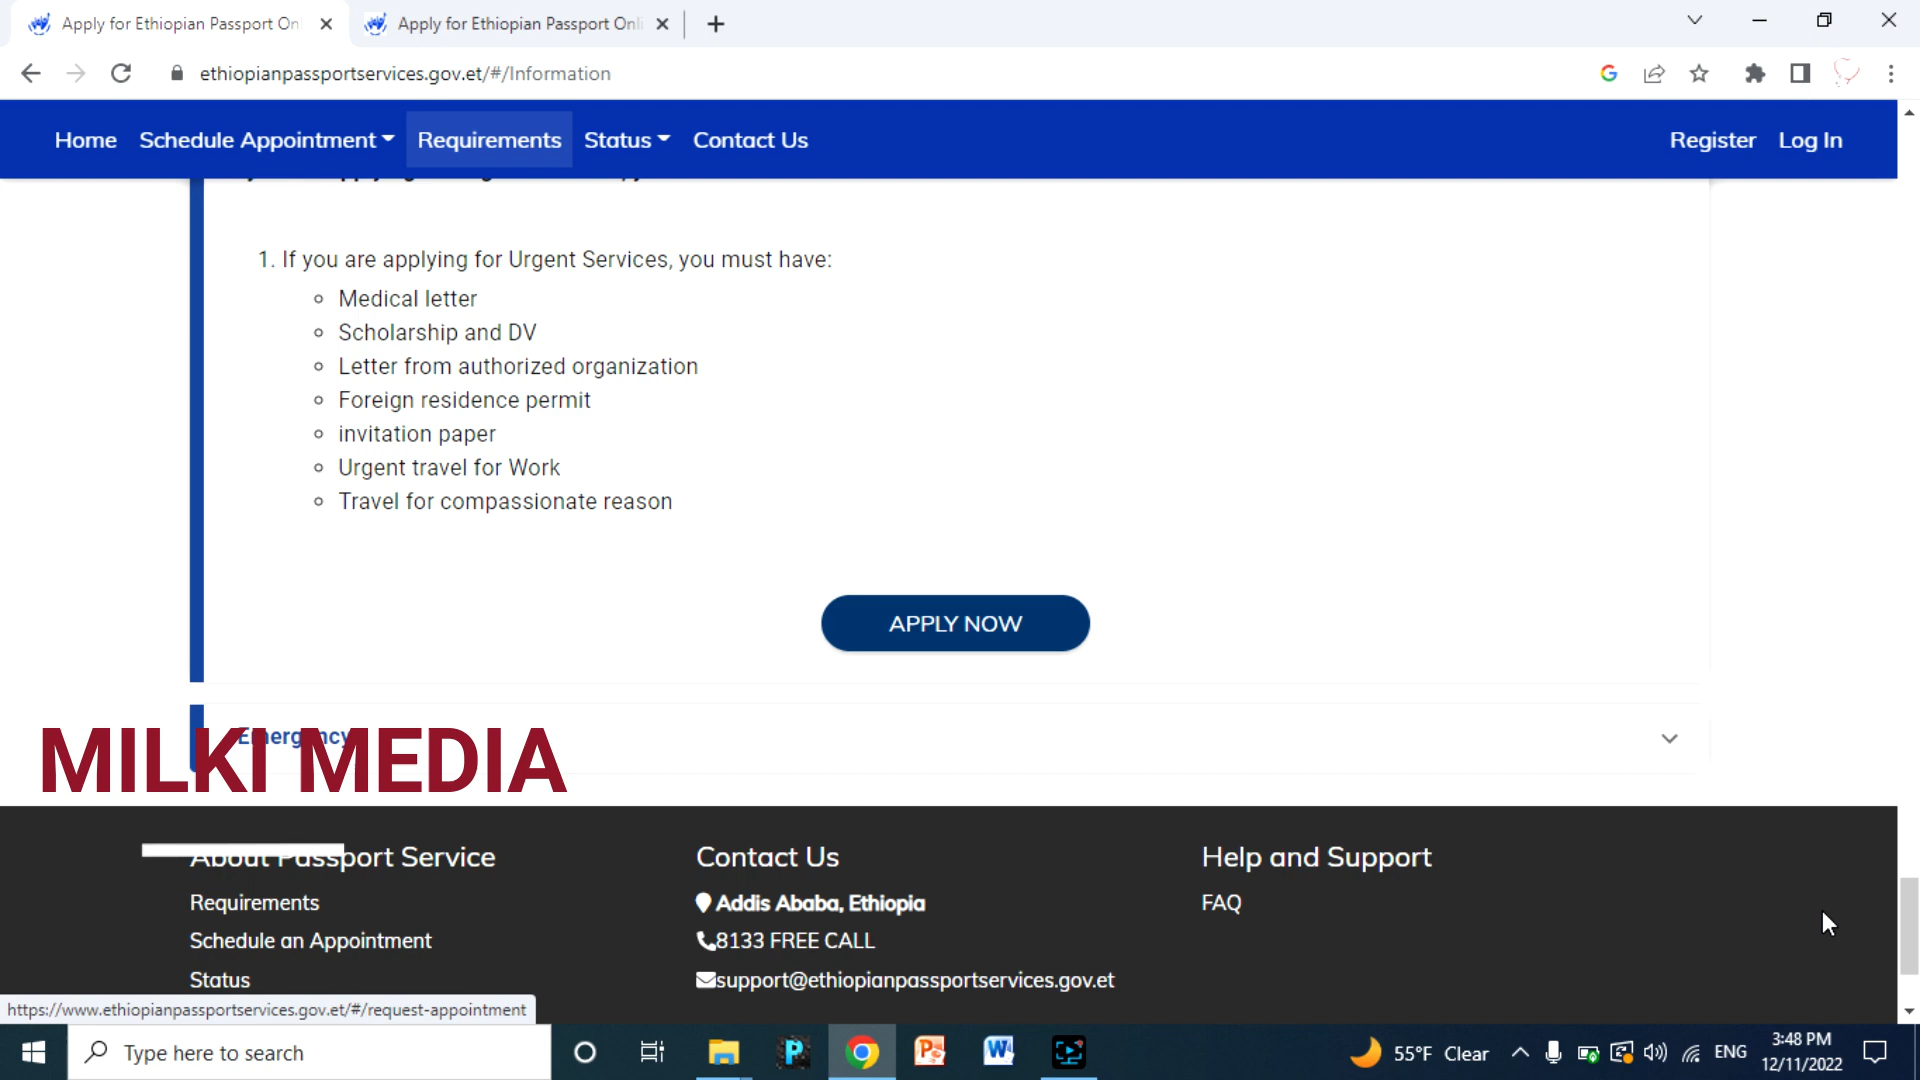 Apply for Ethiopian Passport On
Apply for Ethiopian Passport Onli
ethiopianpassportservices.gov.et/#/Information
Home Schedule Appointment Requirements Status Contact Us Register Log In
1. If you are applying for Urgent Services, you must have:
Medical letter
Scholarship and DV
Letter from authorized organization
Foreign residence permit
invitation paper
Urgent travel for Work
Travel for compassionate reason
APPLY NOW
Emergency
MILKI MEDIA
About Passport Service
Requirements
Schedule an Appointment
Status
Contact Us
Addis Ababa, Ethiopia
8133 FREE CALL
support@ethiopianpassportservices.gov.et
Help and Support
FAQ
https://www.ethiopianpassportservices.gov.et/#/request-appointment
Type here to search
55°F Clear
ENG
3:48 PM
12/11/2022